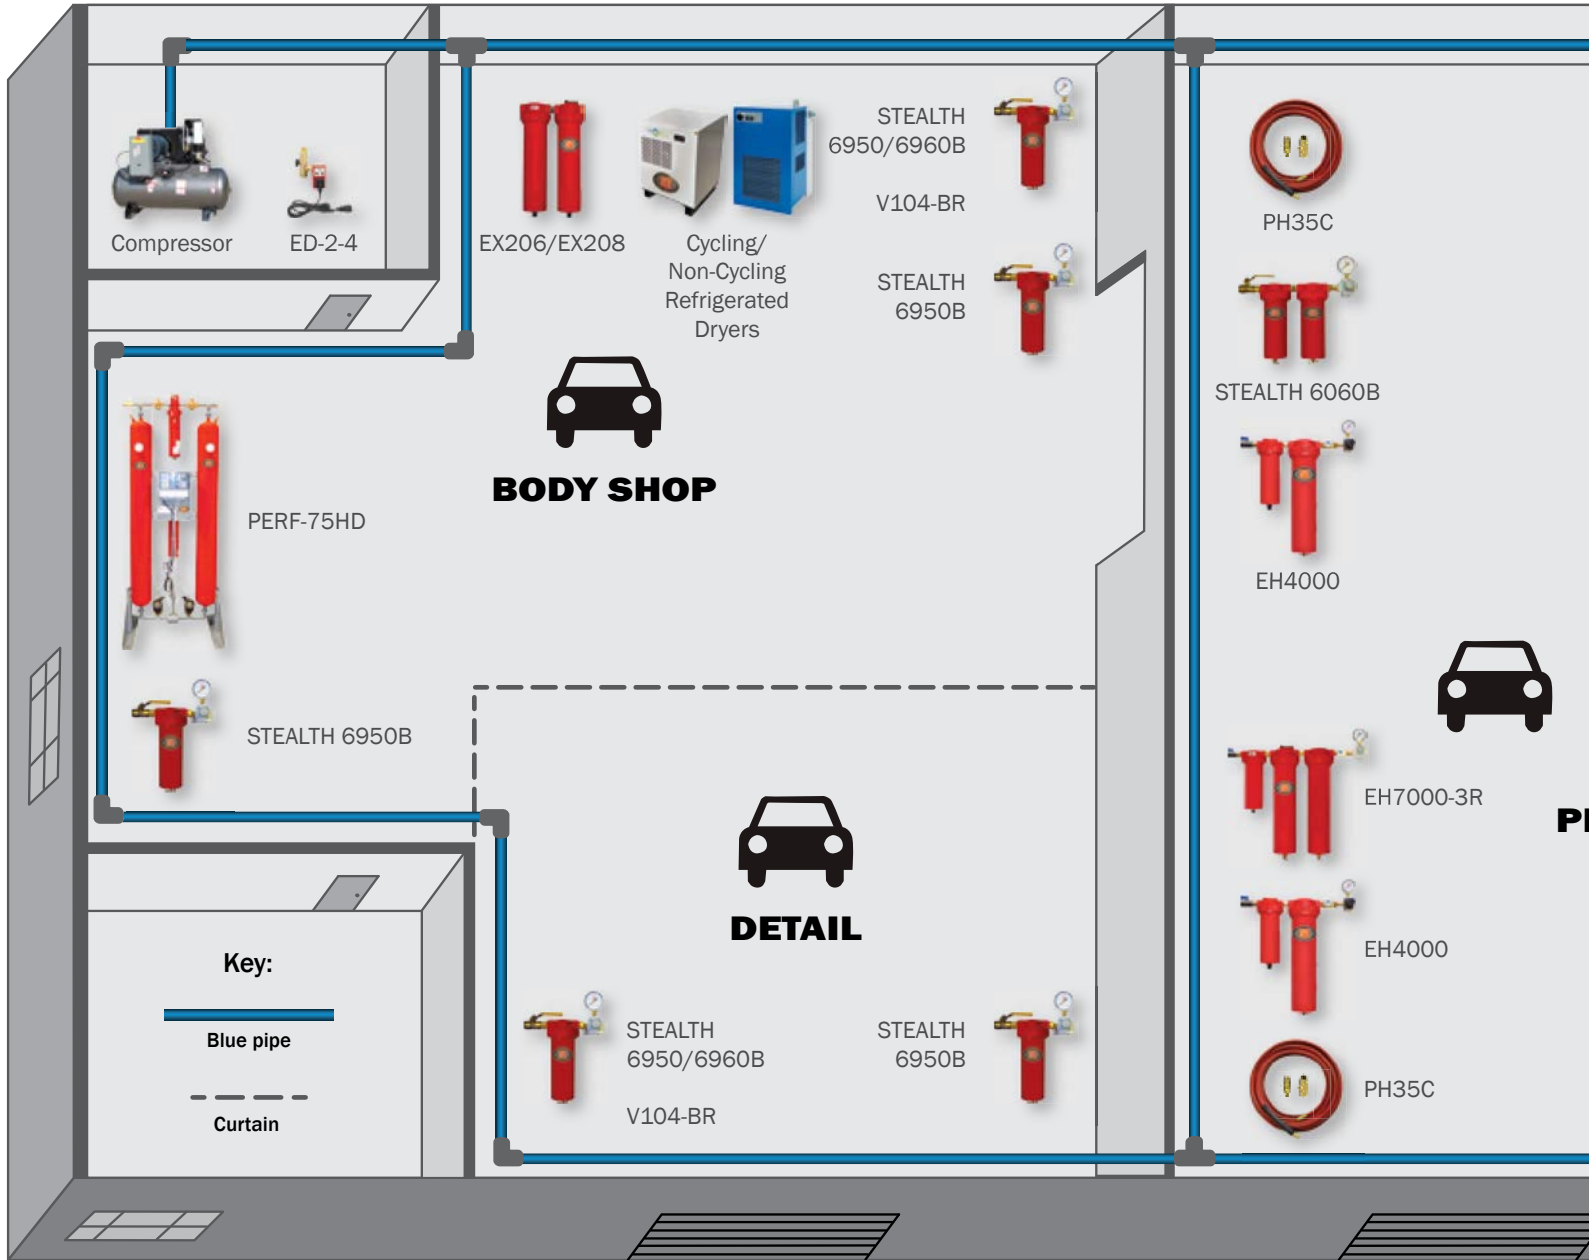 STEALTH
6950/6960B
V104-BR
Compressor
ED-2-4
EX206/EX208
Cycling/
Non-Cycling
Refrigerated
Dryers
STEALTH
6950B
PH35C
STEALTH 6060B
BODY SHOP
PERF-75HD
EH4000
STEALTH 6950B
EH7000-3R
DETAIL
EH4000
Key:
Blue pipe
Curtain
STEALTH
6950/6960B
V104-BR
STEALTH
6950B
PH35C